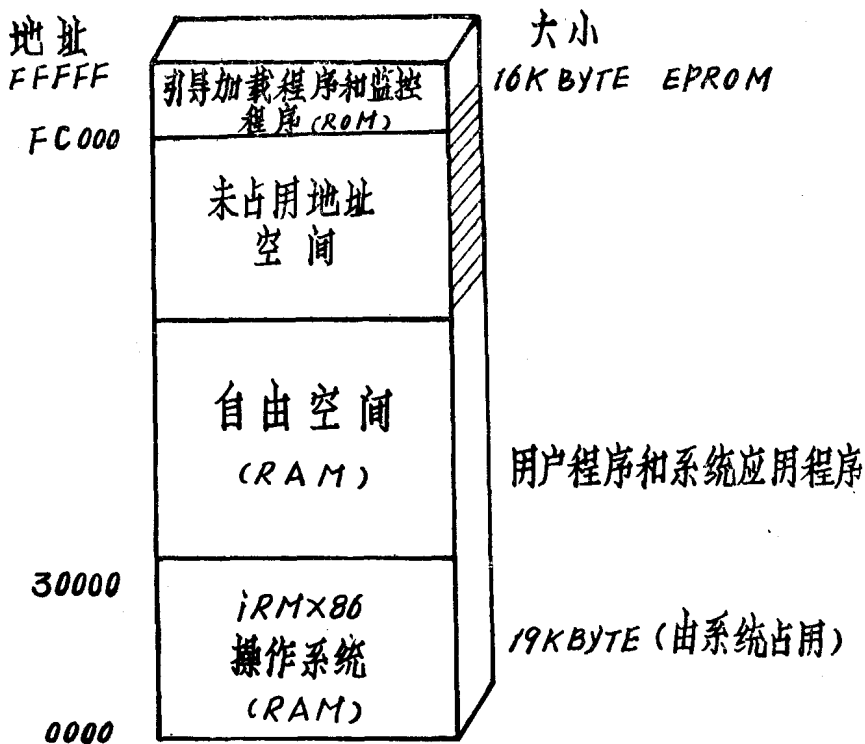 地址
大小
FFFFF
引导加载程序和监控
程序(ROM)
16K BYTE EPROM
FC000
未占用地址
空间
自由空间
(RAM)
用户程序和系统应用程序
30000
iRMX86
操作系统
(RAM)
19KBYTE(由系统占用)
0000